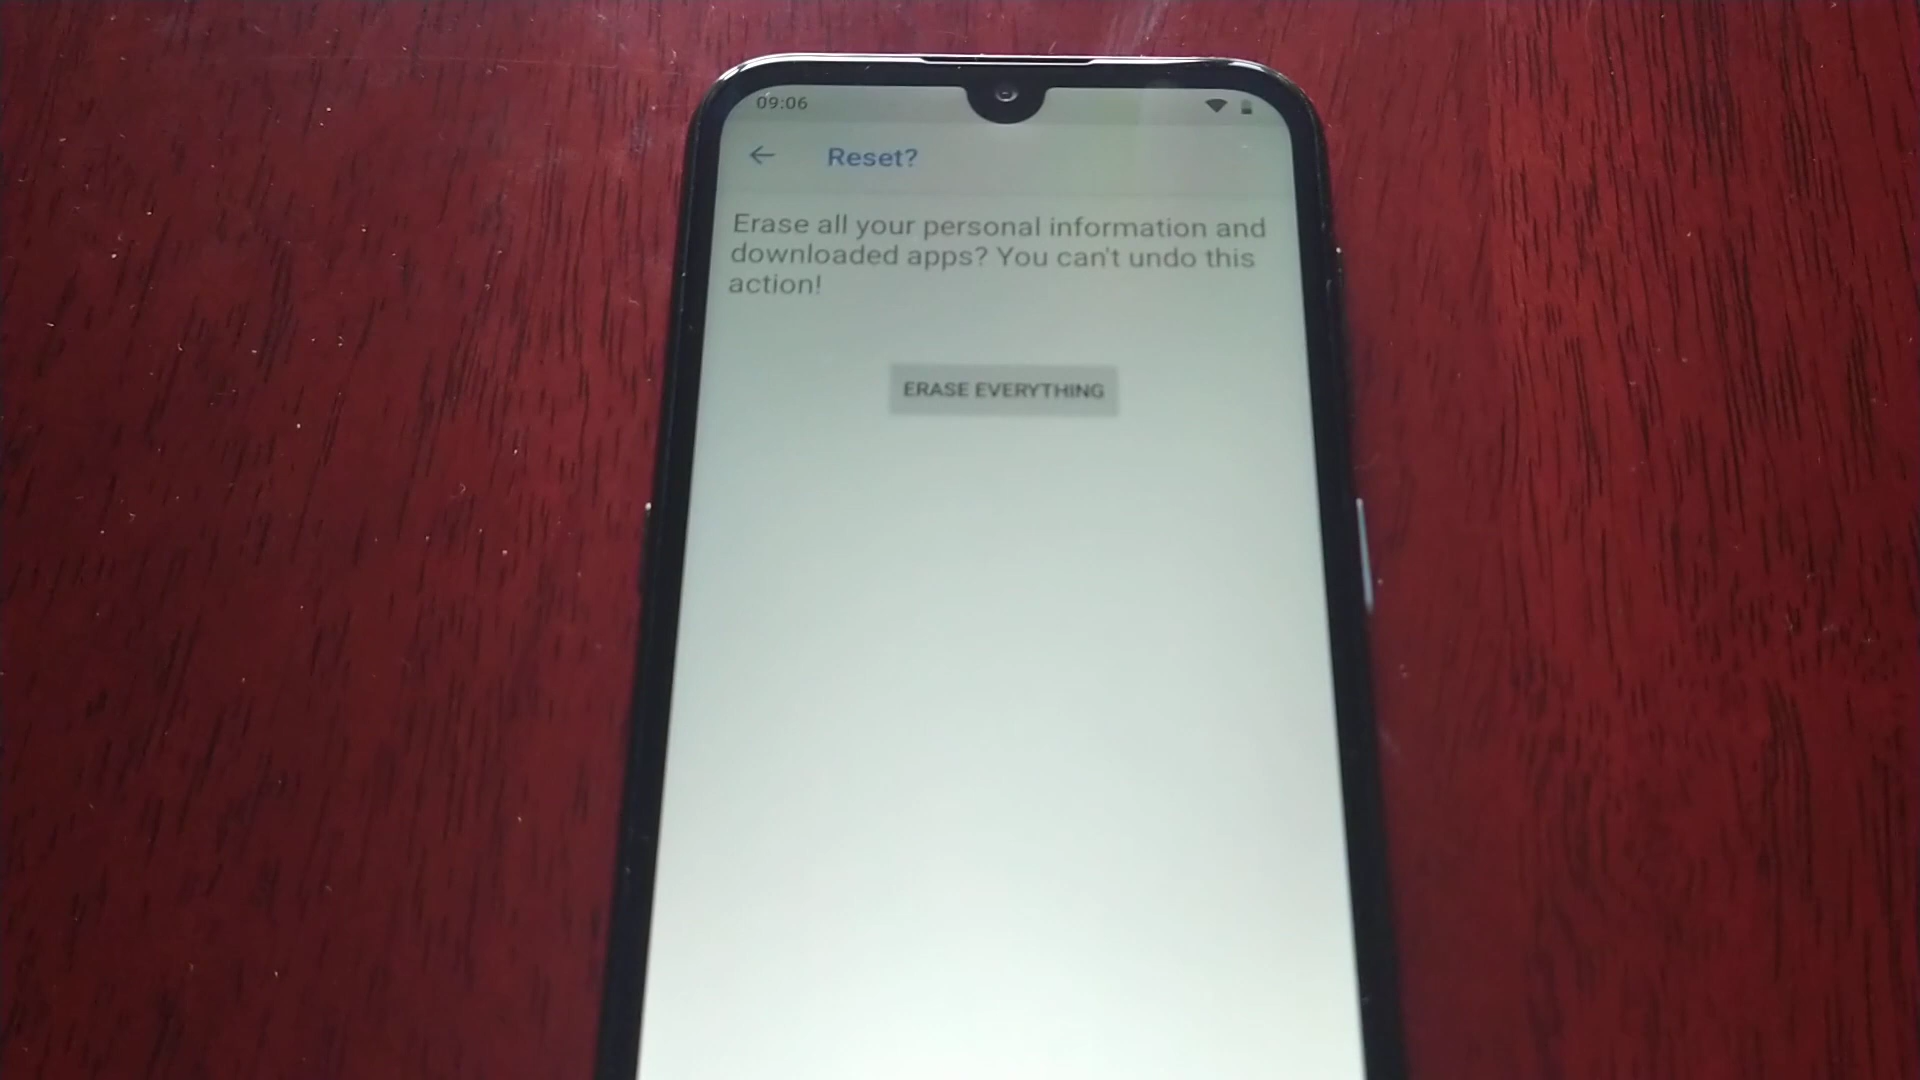 09:06
Reset?
Erase all your personal information and
downloaded apps? You can't undo this
action!
ERASE EVERYTHING